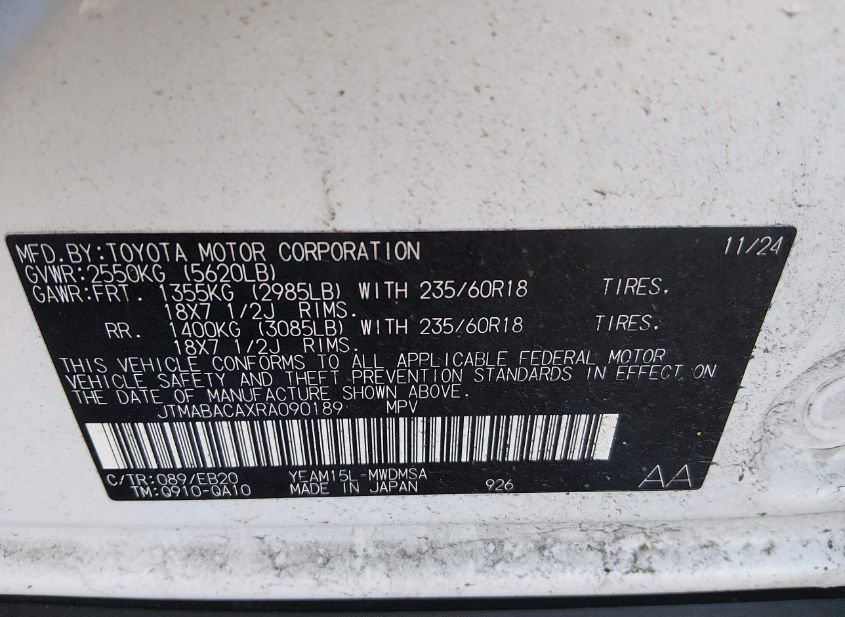 MFD.BY:TOYOTA MOTOR CORPORATION 11/24
GVWR:2550KG (5620LB)
GAWR:FRT. 1355KG (2985LB) WITH 235/60R18 TIRES.
18X7 1/2J RIMS.
RR. 1400KG (3085LB) WITH 235/60R18 TIRES.
18X7 1/2J RIMS.
THIS VEHICLE CONFORMS TO ALL APPLICABLE FEDERAL MOTOR
VEHICLE SAFETY AND THEFT PREVENTION STANDARDS IN EFFECT ON
THE DATE OF MANUFACTURE SHOWN ABOVE.
JTMABACAXRA090189 MPV
C/TR:089/EB20 YEAM15L-MWDMSA AA
TM:Q910-QA10 MADE IN JAPAN 926